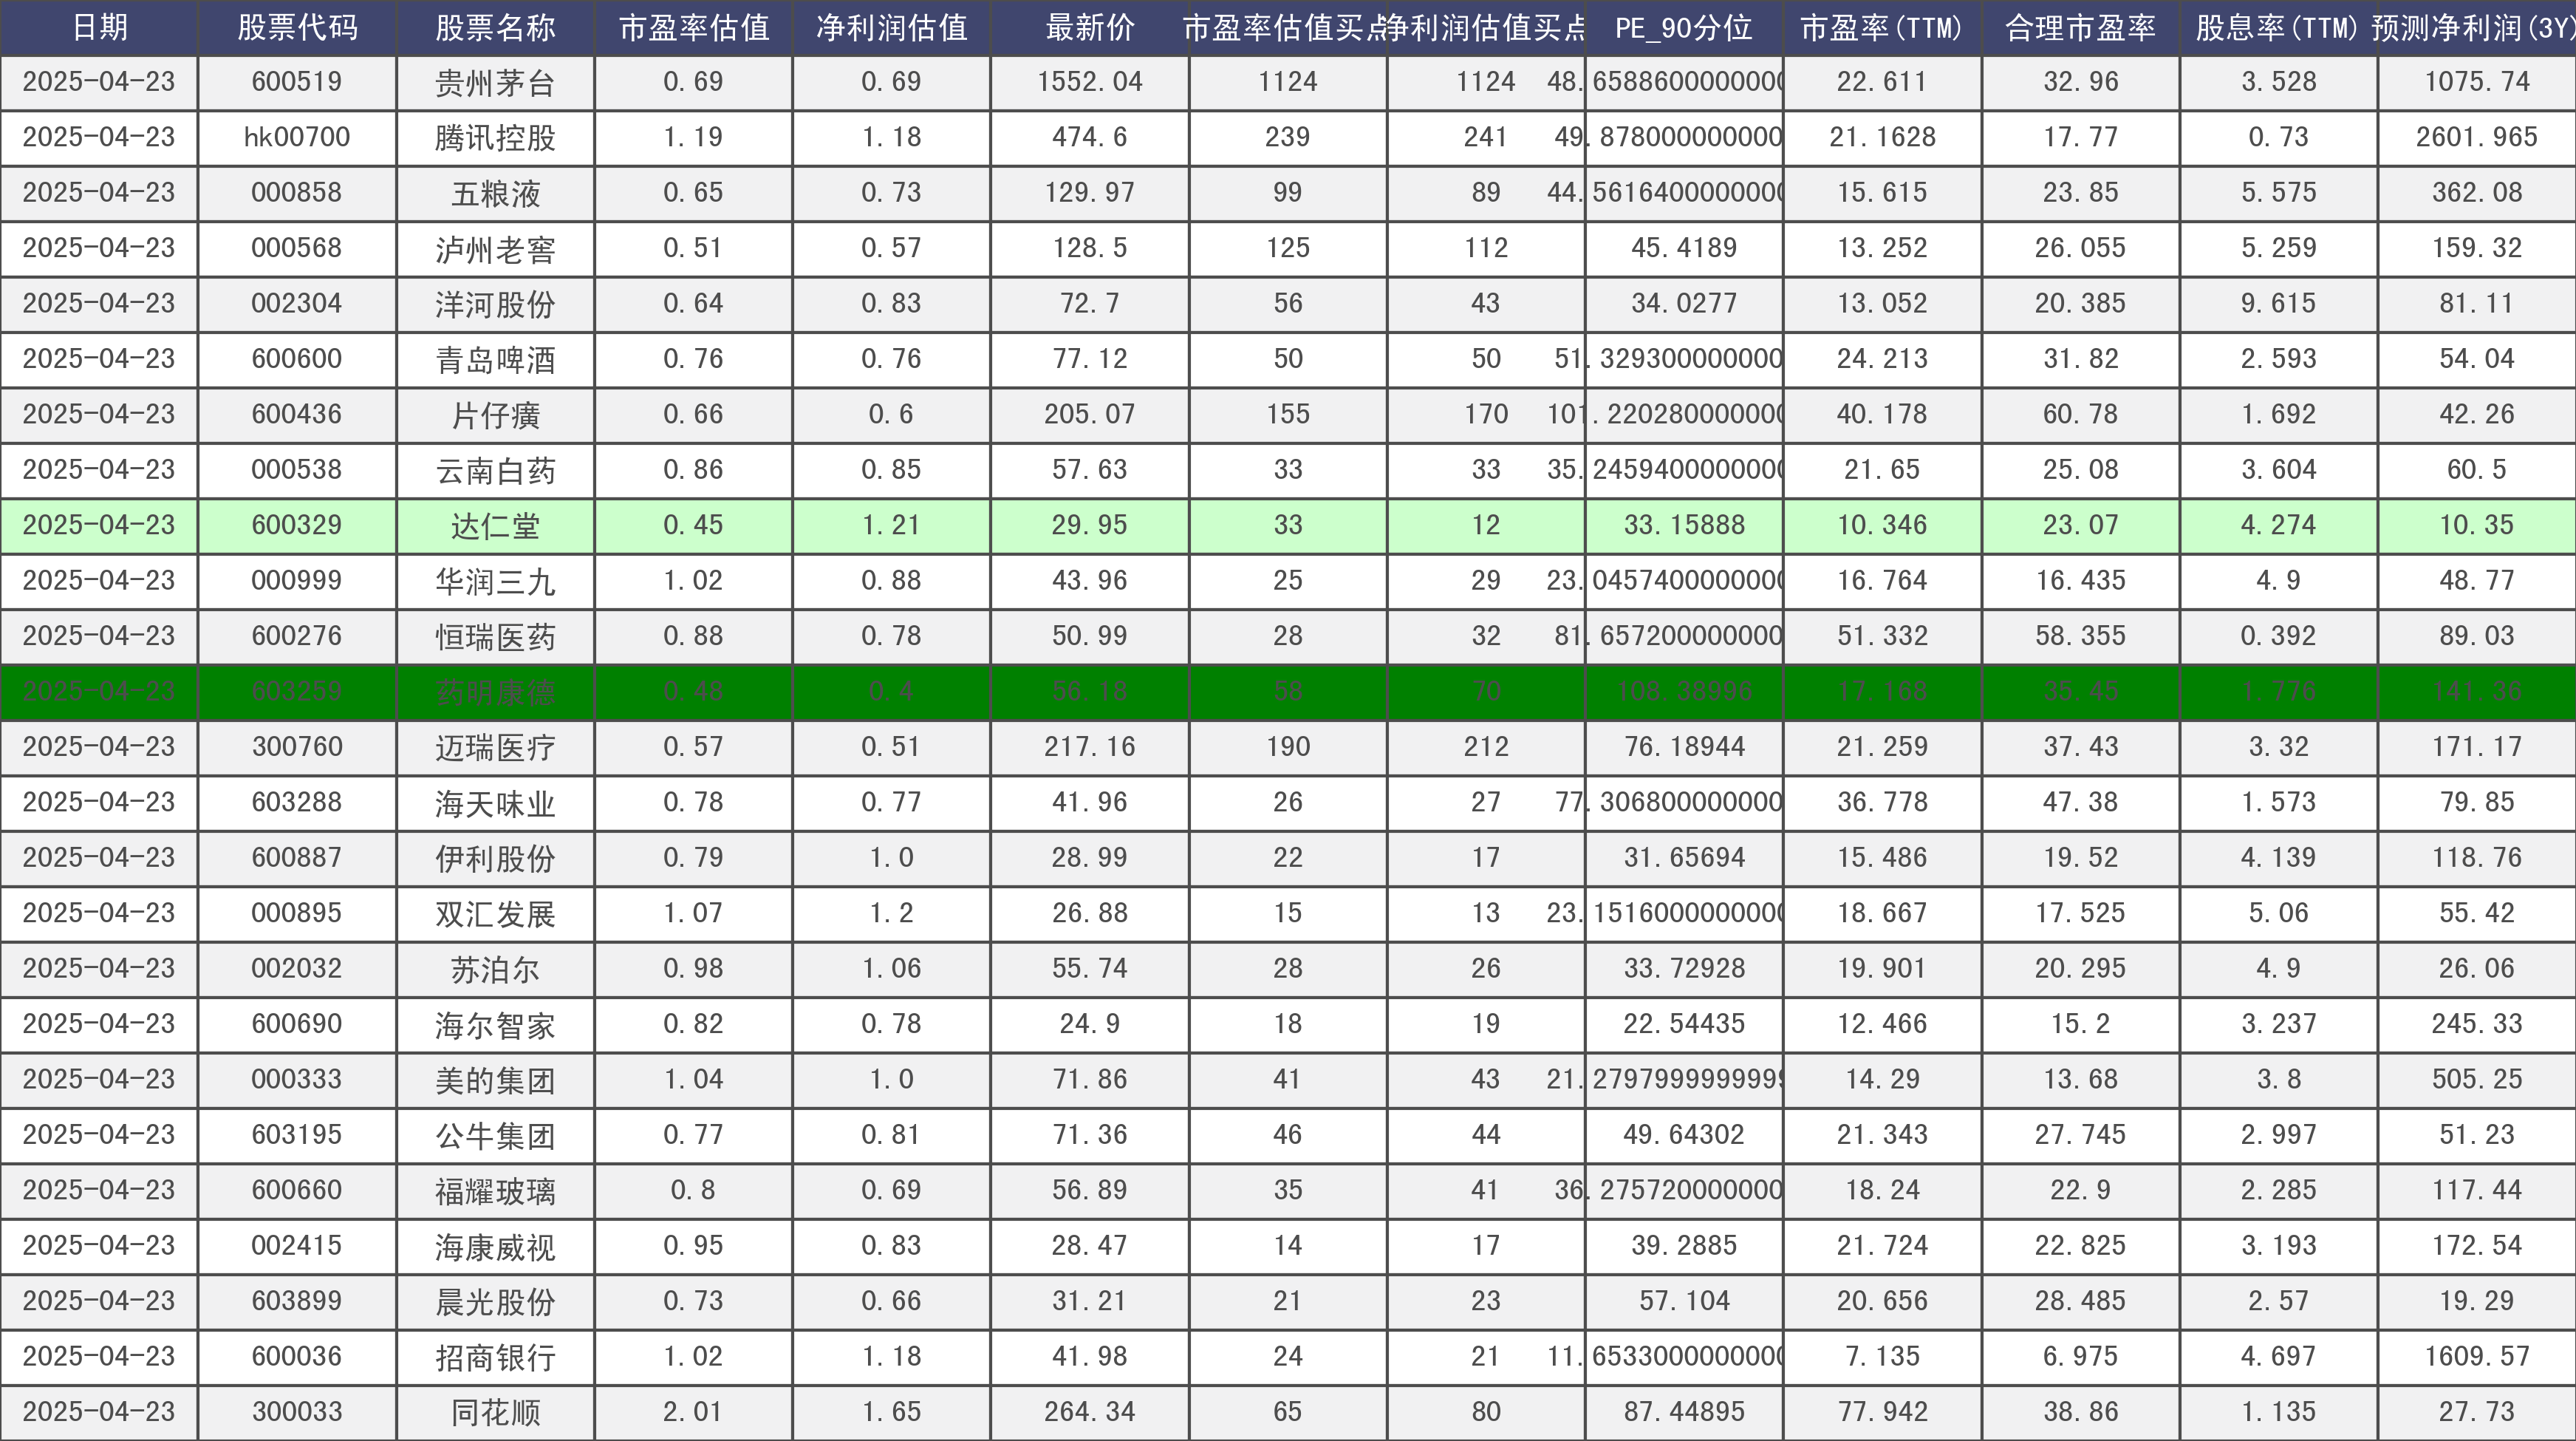 日期 股票代码 股票名称 市盈率估值 净利润估值 最新价 市盈率估值买点 净利润估值买点 PE_90分位 市盈率(TTM) 合理市盈率 股息率(TTM) 预测净利润(3Y)
2025-04-23 600519 贵州茅台 0.69 0.69 1552.04 1124 1124 48.6588600000000 22.611 32.96 3.528 1075.74
2025-04-23 hk00700 腾讯控股 1.19 1.18 474.6 239 241 49.878000000000 21.1628 17.77 0.73 2601.965
2025-04-23 000858 五粮液 0.65 0.73 129.97 99 89 44.5616400000000 15.615 23.85 5.575 362.08
2025-04-23 000568 泸州老窖 0.51 0.57 128.5 125 112 45.4189 13.252 26.055 5.259 159.32
2025-04-23 002304 洋河股份 0.64 0.83 72.7 56 43 34.0277 13.052 20.385 9.615 81.11
2025-04-23 600600 青岛啤酒 0.76 0.76 77.12 50 50 51.329300000000 24.213 31.82 2.593 54.04
2025-04-23 600436 片仔癀 0.66 0.6 205.07 155 170 101.220280000000 40.178 60.78 1.692 42.26
2025-04-23 000538 云南白药 0.86 0.85 57.63 33 33 35.2459400000000 21.65 25.08 3.604 60.5
2025-04-23 600329 达仁堂 0.45 1.21 29.95 33 12 33.15888 10.346 23.07 4.274 10.35
2025-04-23 000999 华润三九 1.02 0.88 43.96 25 29 23.0457400000000 16.764 16.435 4.9 48.77
2025-04-23 600276 恒瑞医药 0.88 0.78 50.99 28 32 81.657200000000 51.332 58.355 0.392 89.03
2025-04-23 603259 药明康德 0.48 0.4 56.18 58 70 108.38996 17.168 35.45 1.776 141.36
2025-04-23 300760 迈瑞医疗 0.57 0.51 217.16 190 212 76.18944 21.259 37.43 3.32 171.17
2025-04-23 603288 海天味业 0.78 0.77 41.96 26 27 77.306800000000 36.778 47.38 1.573 79.85
2025-04-23 600887 伊利股份 0.79 1.0 28.99 22 17 31.65694 15.486 19.52 4.139 118.76
2025-04-23 000895 双汇发展 1.07 1.2 26.88 15 13 23.1516000000000 18.667 17.525 5.06 55.42
2025-04-23 002032 苏泊尔 0.98 1.06 55.74 28 26 33.72928 19.901 20.295 4.9 26.06
2025-04-23 600690 海尔智家 0.82 0.78 24.9 18 19 22.54435 12.466 15.2 3.237 245.33
2025-04-23 000333 美的集团 1.04 1.0 71.86 41 43 21.2797999999999 14.29 13.68 3.8 505.25
2025-04-23 603195 公牛集团 0.77 0.81 71.36 46 44 49.64302 21.343 27.745 2.997 51.23
2025-04-23 600660 福耀玻璃 0.8 0.69 56.89 35 41 36.275720000000 18.24 22.9 2.285 117.44
2025-04-23 002415 海康威视 0.95 0.83 28.47 14 17 39.2885 21.724 22.825 3.193 172.54
2025-04-23 603899 晨光股份 0.73 0.66 31.21 21 23 57.104 20.656 28.485 2.57 19.29
2025-04-23 600036 招商银行 1.02 1.18 41.98 24 21 11.6533000000000 7.135 6.975 4.697 1609.57
2025-04-23 300033 同花顺 2.01 1.65 264.34 65 80 87.44895 77.942 38.86 1.135 27.73